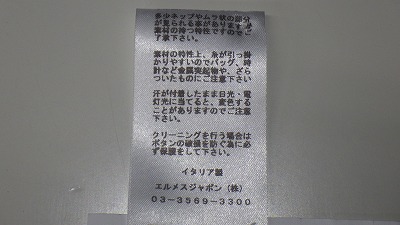 多少ネップやムラ状の部分
が見られる本がありますが
素材の持つ特性ですのでご
了承下さい。
素材の特性上、糸が引っ掛
かりやすいのでバッグ、時
計など金属突起物や、ざら
ついたものにご注意下さい
汗が付着したまま日光・電
灯光に当てると、変色する
ことがありますのでご注意下
さい。
クリーニングを行う場合は
ボタンの破損を防ぐ為に必
ず保護をして下さい。
イタリア製
エルメスジャポン(株)
03-3569-3300